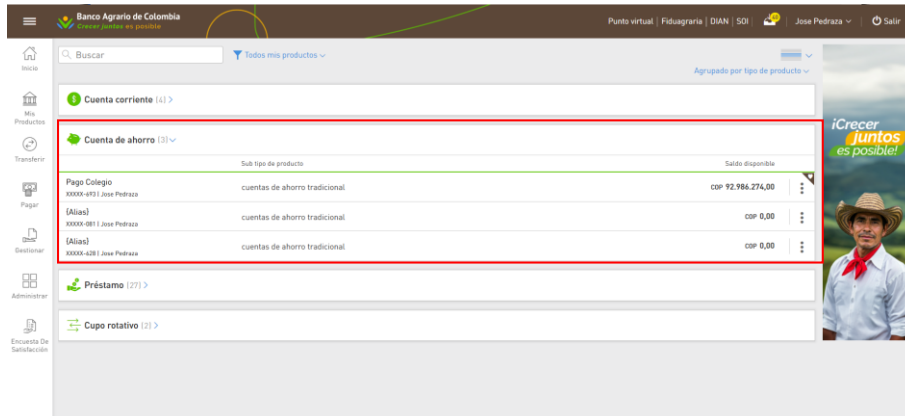 Banco Agrario de Colombia
Crecer juntos es posible
Punto virtual | Fiduagraria | DIAN | SOI |
Jose Pedraza
Salir
Inicio
Mis
Productos
Transferir
Pagar
Gestionar
Administrar
Encuesta De
Satisfacción
Buscar
Todos mis productos
Agrupado por tipo de producto
Cuenta corriente (4) >
Cuenta de ahorro (3)
Sub tipo de producto
Saldo disponible
Pago Colegio
XXXXX-693 | Jose Pedraza
cuentas de ahorro tradicional
COP 92.986.274,00
(Alias)
XXXXX-081 | Jose Pedraza
cuentas de ahorro tradicional
COP 0,00
(Alias)
XXXXX-628 | Jose Pedraza
cuentas de ahorro tradicional
COP 0,00
Préstamo (27) >
Cupo rotativo (2) >
¡Crecer
juntos
es posible!